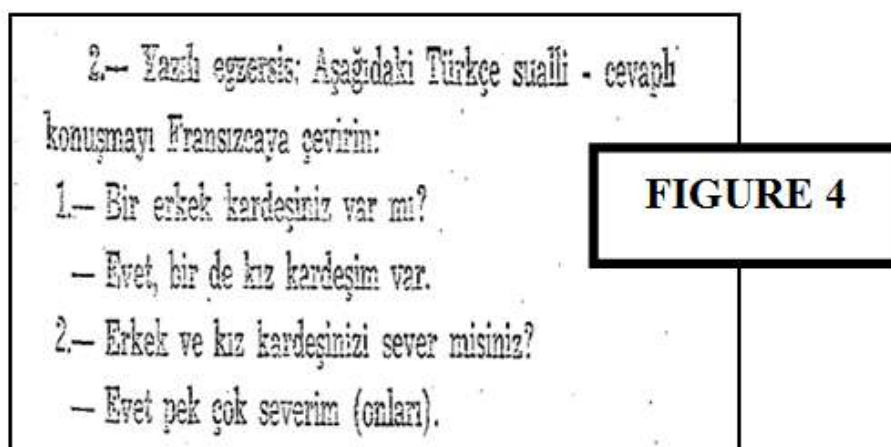 2.— Yazılı egzersis: Aşağıdaki Türkçe sualli - cevaplı
konuşmayı Fransızcaya çevirin:
1.— Bir erkek kardeşiniz var mı?
— Evet, bir de kız kardeşim var.
2.— Erkek ve kız kardeşinizi sever misiniz?
— Evet pek çok severim (onları).
FIGURE 4